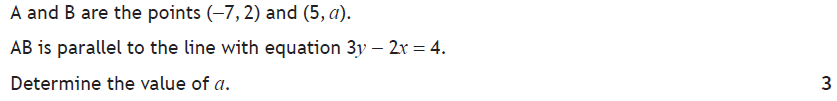 A and B are the points (−7, 2) and (5, a).
AB is parallel to the line with equation 3y − 2x = 4.
Determine the value of a. 3